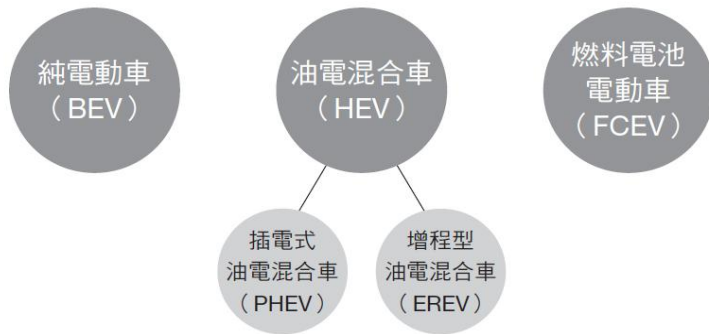 純電動車
（BEV）
油電混合車
（HEV）
燃料電池
電動車
（FCEV）
插電式
油電混合車
（PHEV）
增程型
油電混合車
（EREV）